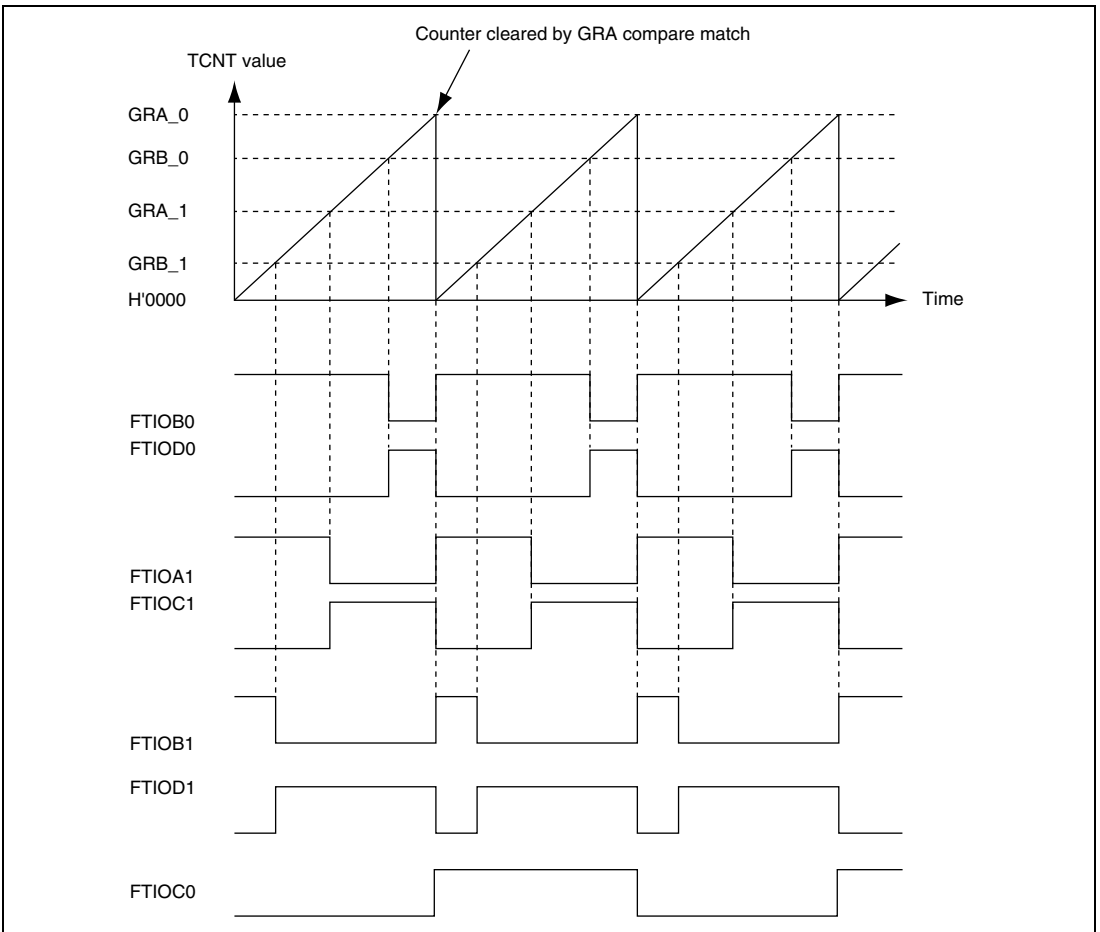 Counter cleared by GRA compare match
TCNT value
GRA_0
GRB_0
GRA_1
GRB_1
H'0000
Time
FTIOB0
FTIOD0
FTIOA1
FTIOC1
FTIOB1
FTIOD1
FTIOC0